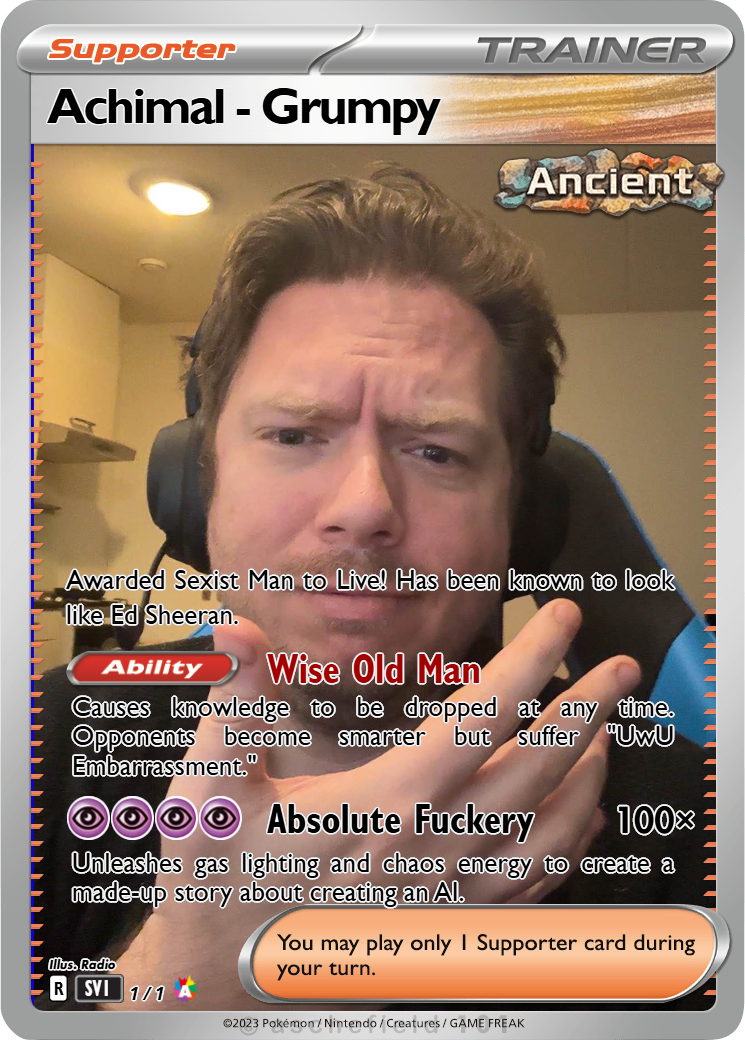 Supporter TRAINER
Achimal - Grumpy
Ancient
Awarded Sexist Man to Live! Has been known to look
like Ed Sheeran.
Ability Wise Old Man
Causes knowledge to be dropped at any time.
Opponents become smarter but suffer "UwU
Embarrassment."
Absolute Fuckery 100×
Unleashes gas lighting and chaos energy to create a
made-up story about creating an AI.
You may play only 1 Supporter card during
your turn.
Illus. Radio
R SVI 1/1 A
©2023 Pokémon / Nintendo / Creatures / GAME FREAK